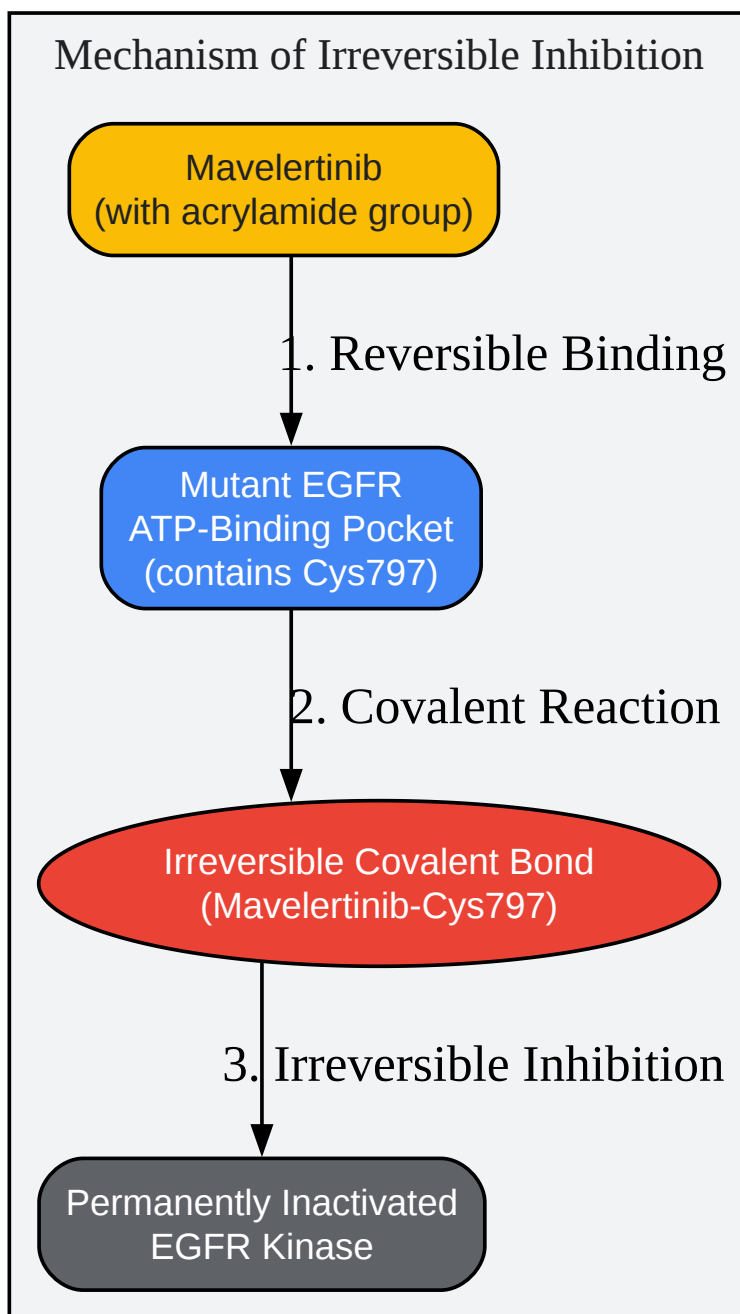 Mechanism of Irreversible Inhibition
Mavelertinib
(with acrylamide group)
1. Reversible Binding
Mutant EGFR
ATP-Binding Pocket
(contains Cys797)
2. Covalent Reaction
Irreversible Covalent Bond
(Mavelertinib-Cys797)
3. Irreversible Inhibition
Permanently Inactivated
EGFR Kinase